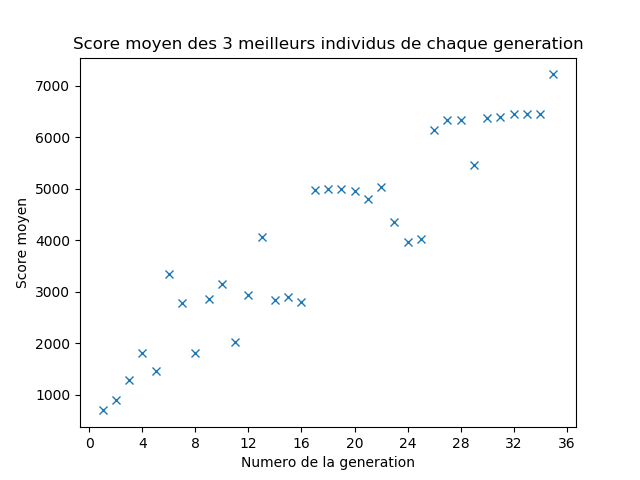 Score moyen des 3 meilleurs individus de chaque generation
7000
6000
5000
4000
3000
2000
1000
Score moyen
0 4 8 12 16 20 24 28 32 36
Numero de la generation